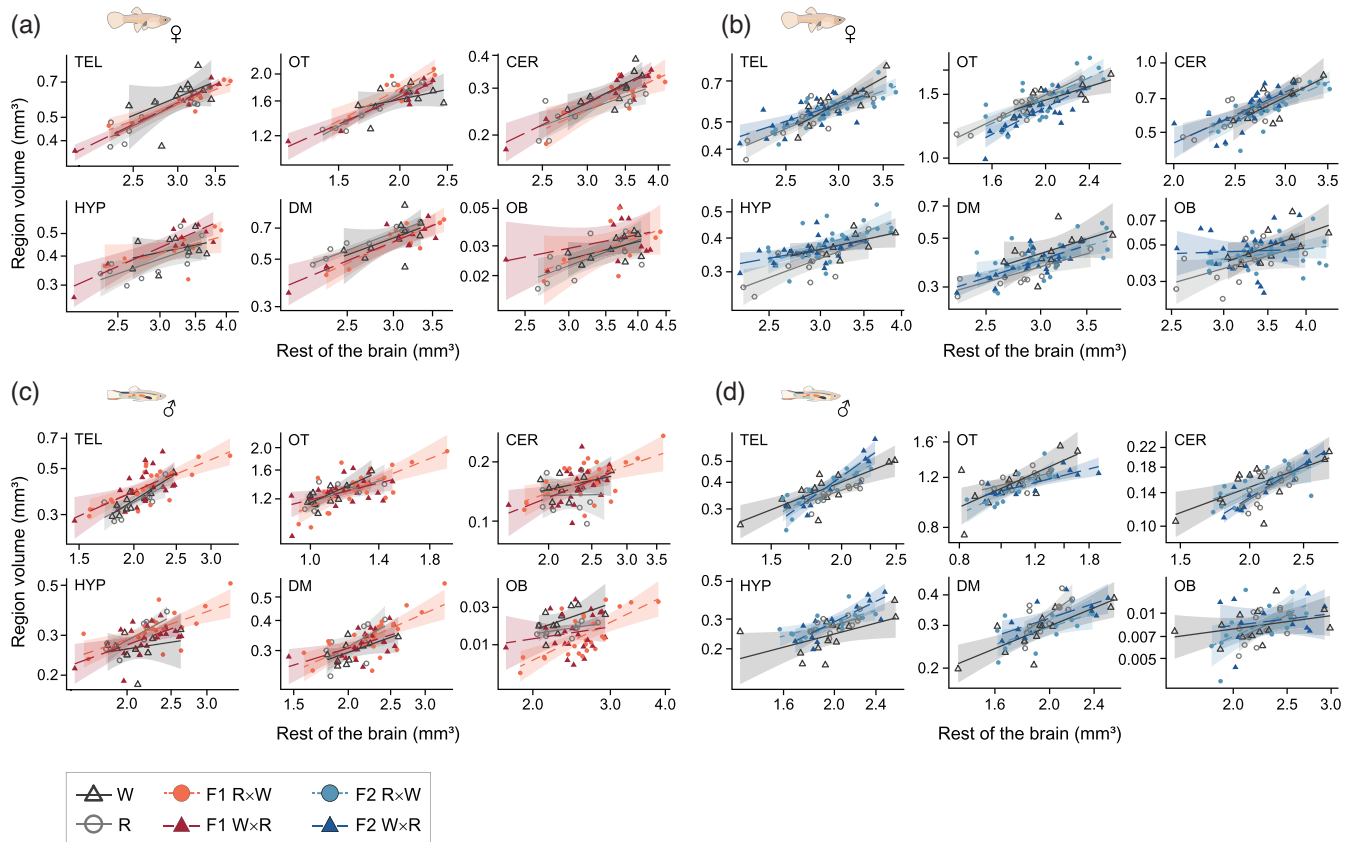 (a) ♀ (b) ♀
Region volume (mm³)
TEL OT CER
0.7 0.5 0.4
2.5 3.0 3.5
2.0 1.6 1.2
1.5 2.0 2.5
0.4 0.3 0.2
2.5 3.0 3.5 4.0
HYP DM OB
0.5 0.4 0.3
2.5 3.0 3.5 4.0
0.7 0.5 0.3
2.5 3.0 3.5
0.05 0.03 0.02
2.5 3.0 3.5 4.0 4.5
Rest of the brain (mm³)
TEL OT CER
0.7 0.5 0.4
2.5 3.0 3.5
1.5 1.0
1.6 2.0 2.4
1.0 0.7 0.5
2.0 2.5 3.0 3.5
HYP DM OB
0.5 0.4 0.3
2.5 3.0 3.5 4.0
0.7 0.5 0.3
2.5 3.0 3.5
0.07 0.05 0.03
2.5 3.0 3.5 4.0
Rest of the brain (mm³)
(c) ♂ (d) ♂
Region volume (mm³)
TEL OT CER
0.7 0.5 0.3
1.5 2.0 2.5 3.0
2.0 1.6 1.2
1.0 1.4 1.8
0.2 0.1
2.0 2.5 3.0 3.5
HYP DM OB
0.5 0.3 0.2
2.0 2.5 3.0
0.5 0.4 0.3
1.5 2.0 2.5 3.0
0.03 0.01
2.0 3.0 4.0
Rest of the brain (mm³)
TEL OT CER
0.5 0.4 0.3
1.5 2.0 2.5
1.6 1.2 0.8
0.8 1.2 1.6
0.22 0.18 0.14 0.10
1.5 2.0 2.5
HYP DM OB
0.5 0.3 0.2
1.6 2.0 2.4
0.4 0.3 0.2
1.6 2.0 2.4
0.01 0.007 0.005
2.0 2.5 3.0
Rest of the brain (mm³)
W F1 R×W F2 R×W
R F1 W×R F2 W×R